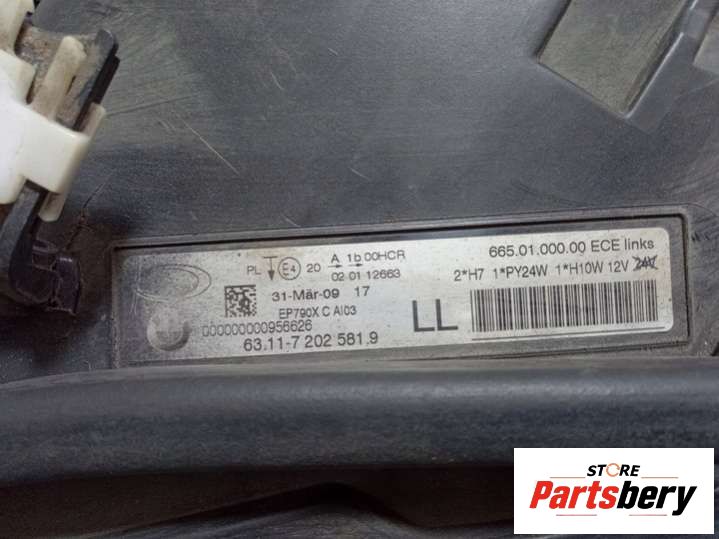 PL E4 20 A 1b 00HCR
02 01 12663
31-Mär-09 17
EP790X C AI03
000000000956626
63.11-7 202 581.9
LL
665.01.000.00 ECE links
2*H7 1*PY24W 1*H10W 12V 24V
STORE
Partsbery